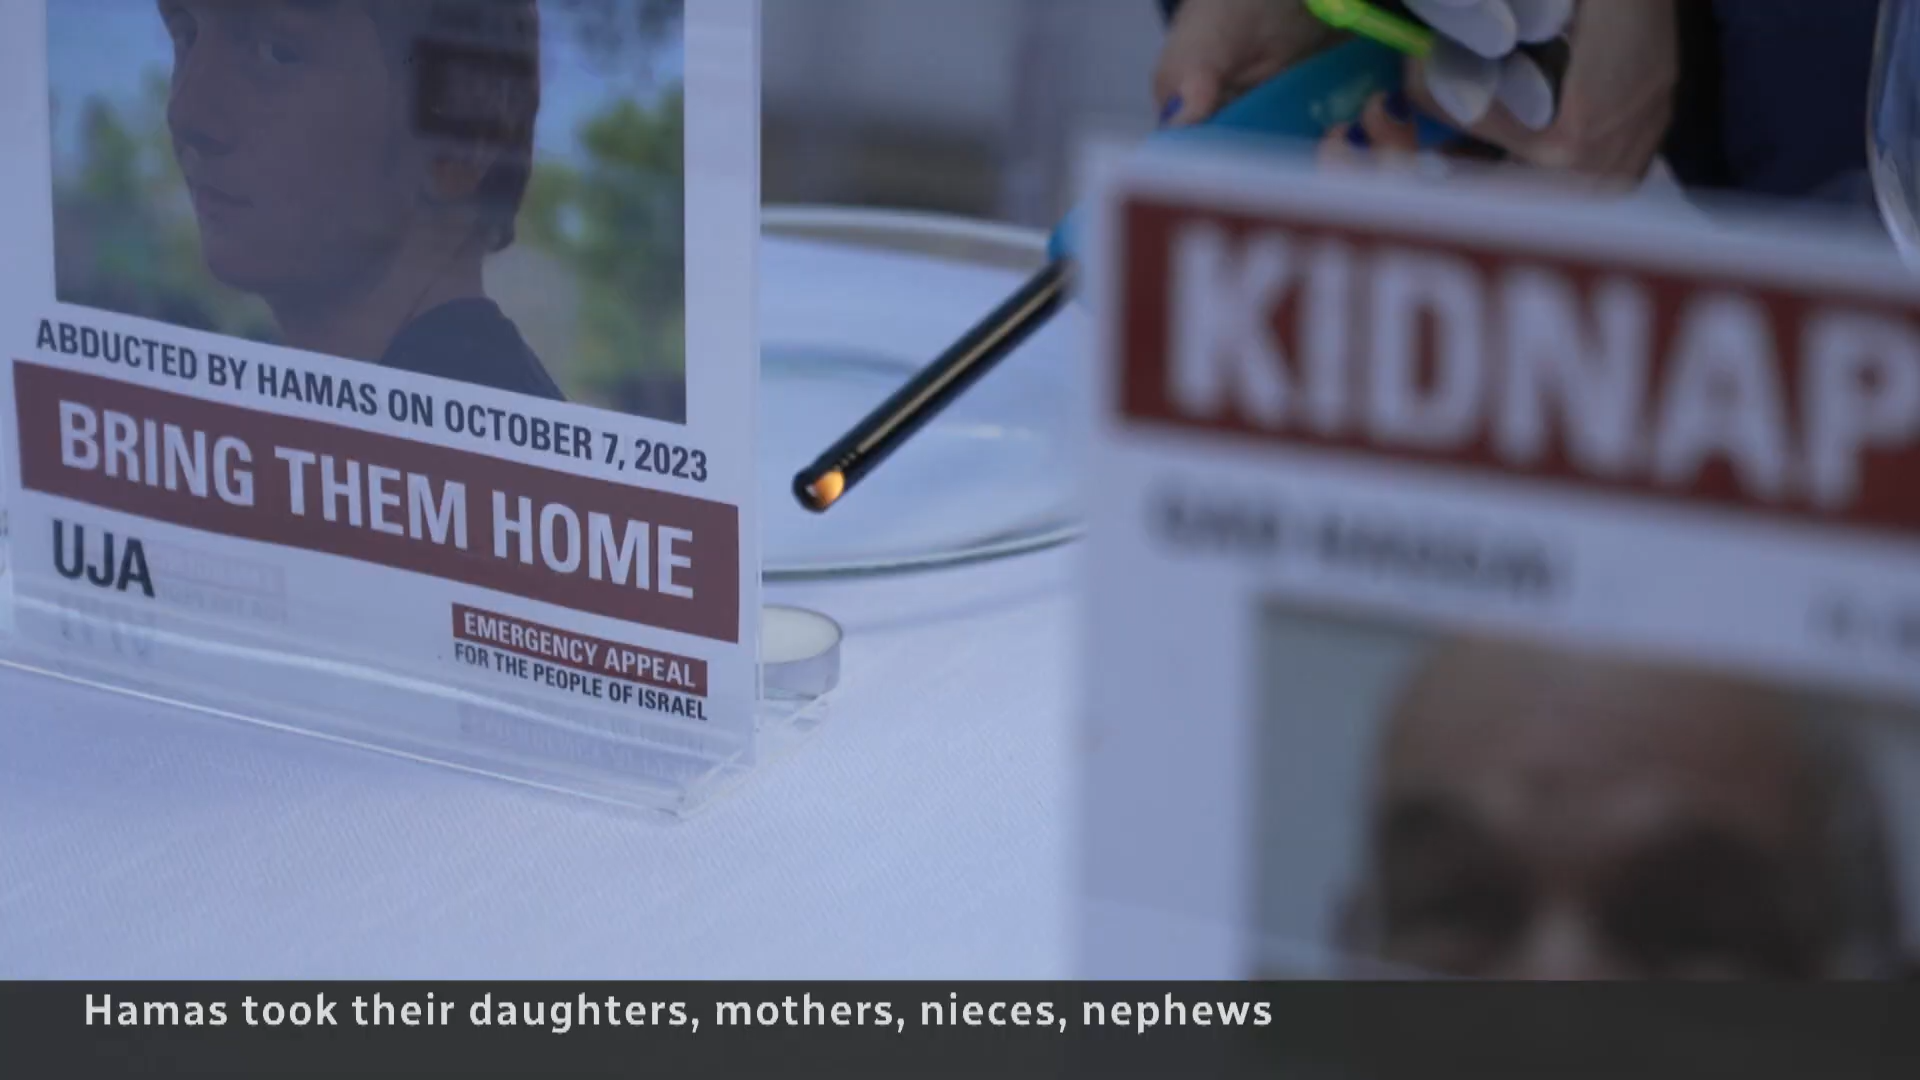 ABDUCTED BY HAMAS ON OCTOBER 7, 2023
BRING THEM HOME
UJA
EMERGENCY APPEAL
FOR THE PEOPLE OF ISRAEL
KIDNAP
Hamas took their daughters, mothers, nieces, nephews